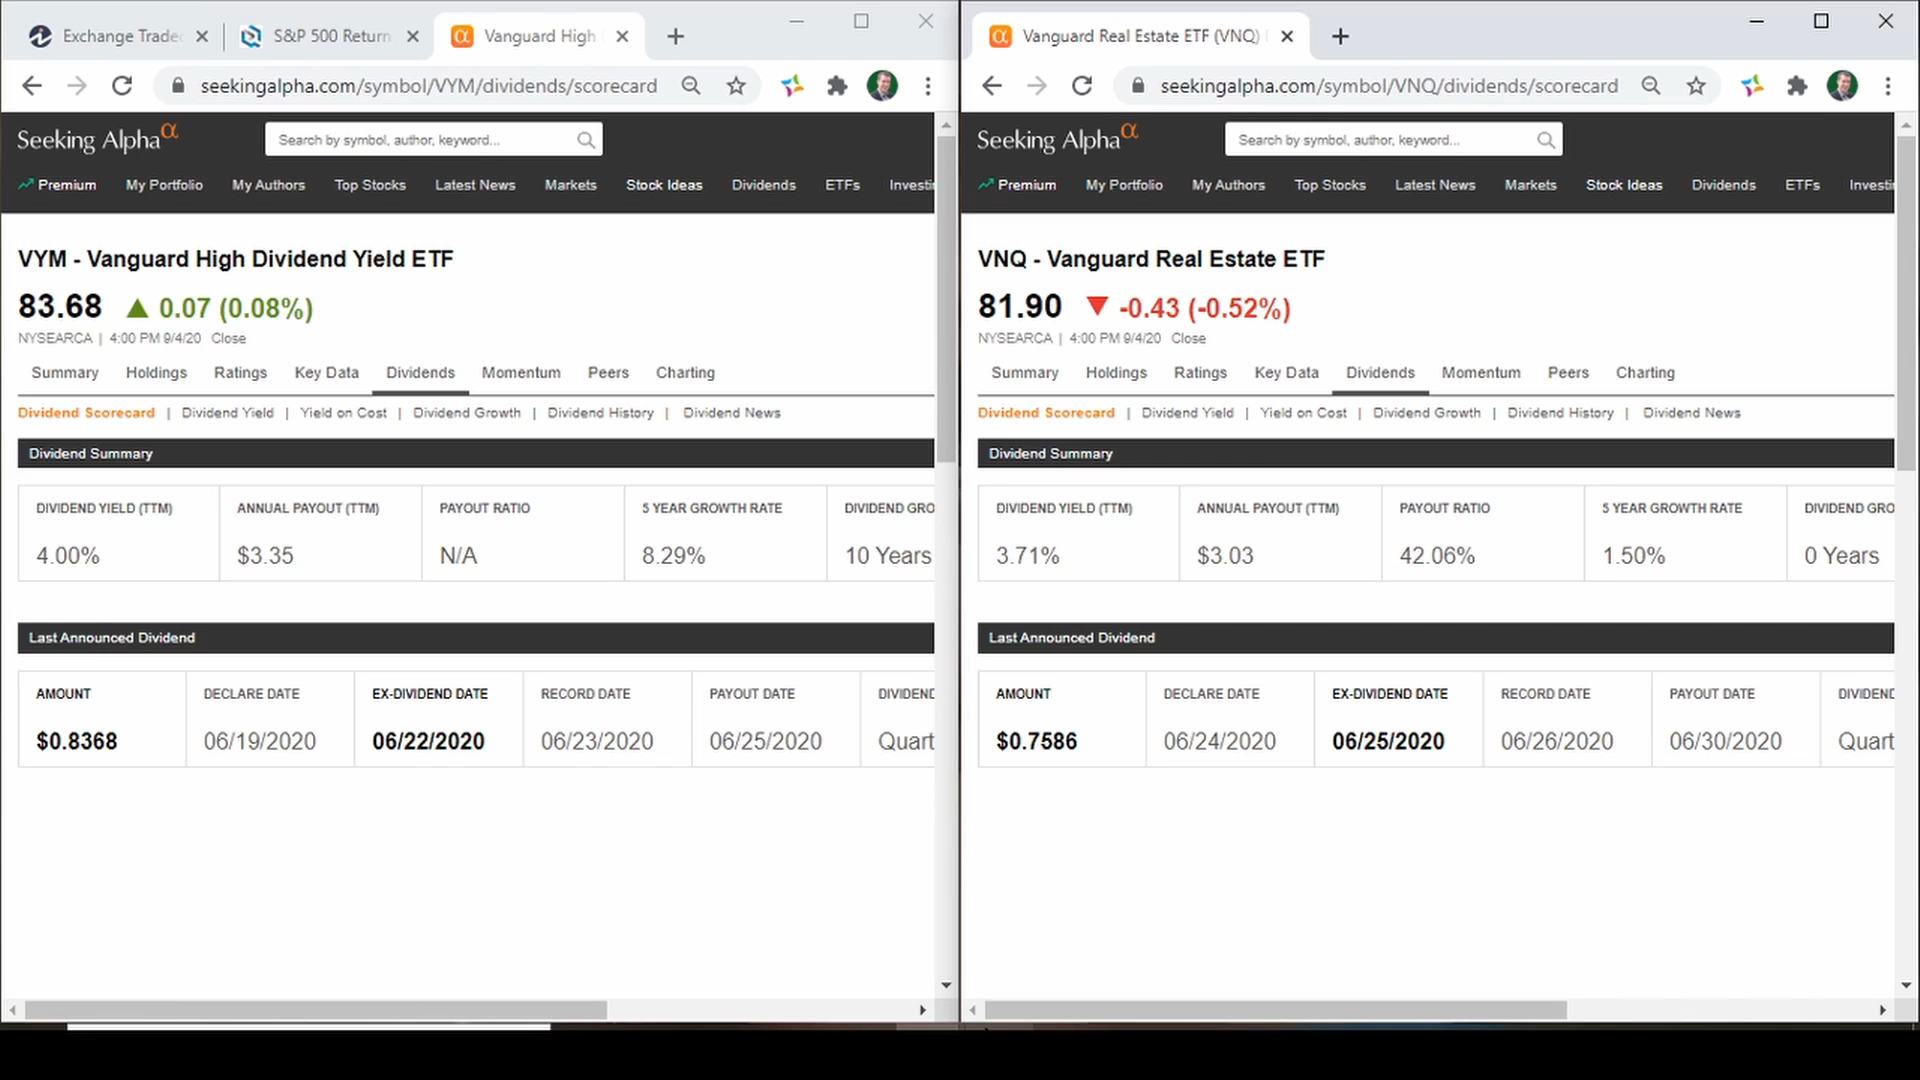 Exchange Trade
S&P 500 Return
Vanguard High
seekingalpha.com/symbol/VYM/dividends/scorecard
Seeking Alpha α
Search by symbol, author, keyword...
Premium My Portfolio My Authors Top Stocks Latest News Markets Stock Ideas Dividends ETFs Investi
VYM - Vanguard High Dividend Yield ETF
83.68 ▲ 0.07 (0.08%)
NYSEARCA | 4:00 PM 9/4/20 Close
Summary Holdings Ratings Key Data Dividends Momentum Peers Charting
Dividend Scorecard | Dividend Yield | Yield on Cost | Dividend Growth | Dividend History | Dividend News
Dividend Summary
DIVIDEND YIELD (TTM) ANNUAL PAYOUT (TTM) PAYOUT RATIO 5 YEAR GROWTH RATE DIVIDEND GRO
4.00% $3.35 N/A 8.29% 10 Years
Last Announced Dividend
AMOUNT DECLARE DATE EX-DIVIDEND DATE RECORD DATE PAYOUT DATE DIVIDEND
$0.8368 06/19/2020 06/22/2020 06/23/2020 06/25/2020 Quart
Vanguard Real Estate ETF (VNQ)
seekingalpha.com/symbol/VNQ/dividends/scorecard
Seeking Alpha α
Search by symbol, author, keyword...
Premium My Portfolio My Authors Top Stocks Latest News Markets Stock Ideas Dividends ETFs Investi
VNQ - Vanguard Real Estate ETF
81.90 ▼ -0.43 (-0.52%)
NYSEARCA | 4:00 PM 9/4/20 Close
Summary Holdings Ratings Key Data Dividends Momentum Peers Charting
Dividend Scorecard | Dividend Yield | Yield on Cost | Dividend Growth | Dividend History | Dividend News
Dividend Summary
DIVIDEND YIELD (TTM) ANNUAL PAYOUT (TTM) PAYOUT RATIO 5 YEAR GROWTH RATE DIVIDEND GRO
3.71% $3.03 42.06% 1.50% 0 Years
Last Announced Dividend
AMOUNT DECLARE DATE EX-DIVIDEND DATE RECORD DATE PAYOUT DATE DIVIDEND
$0.7586 06/24/2020 06/25/2020 06/26/2020 06/30/2020 Quart